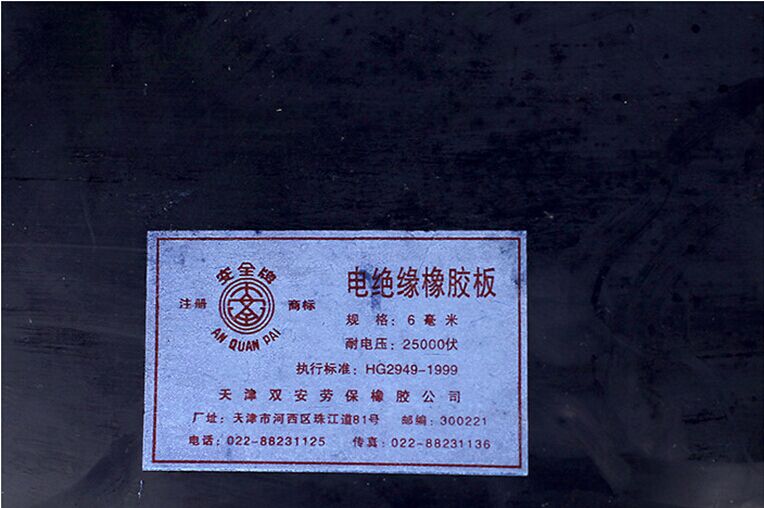 安全牌
注册 商标
AN QUAN PAI
电绝缘橡胶板
规 格：6毫米
耐电压：25000伏
执行标准：HG2949-1999
天津双安劳保橡胶公司
厂址：天津市河西区珠江道81号 邮编：300221
电话：022-88231125 传真：022-88231136